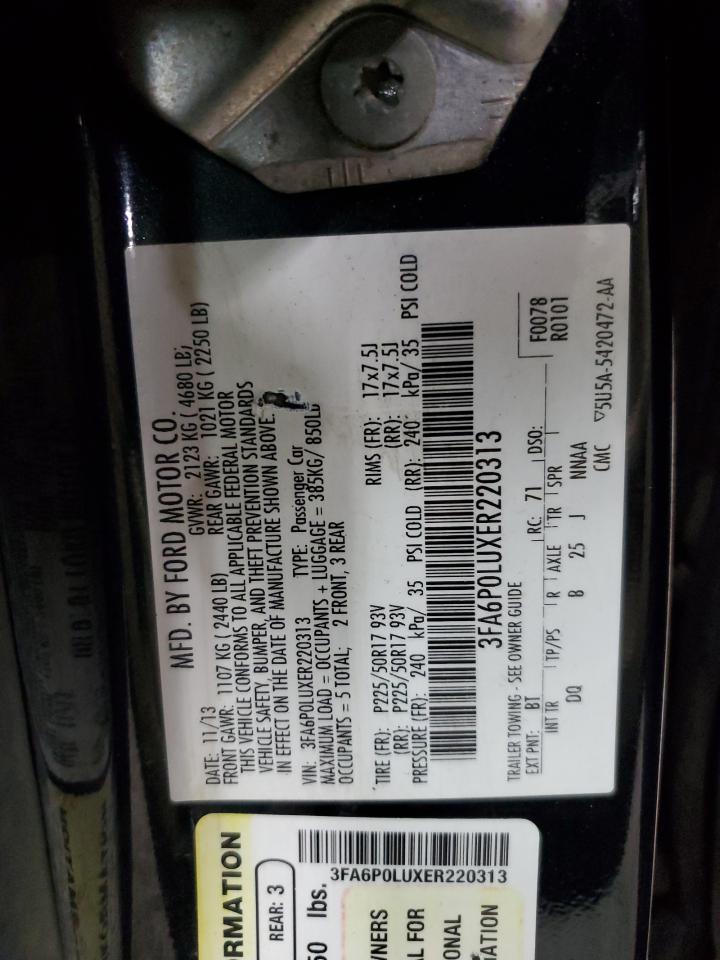 MFD. BY FORD MOTOR CO.
DATE: 11/13 GVWR: 2123 KG ( 4680 LB)
FRONT GAWR: 1107 KG ( 2440 LB) REAR GAWR: 1021 KG ( 2250 LB)
THIS VEHICLE CONFORMS TO ALL APPLICABLE FEDERAL MOTOR
VEHICLE SAFETY, BUMPER, AND THEFT PREVENTION STANDARDS
IN EFFECT ON THE DATE OF MANUFACTURE SHOWN ABOVE.
VIN: 3FA6P0LUXER220313 TYPE: Passenger Car
MAXIMUM LOAD = OCCUPANTS + LUGGAGE = 385KG/ 850LB
OCCUPANTS = 5 TOTAL; 2 FRONT, 3 REAR
TIRE (FR): P225/50R17 93V RIMS (FR): 17x7.5J
(RR): P225/50R17 93V (RR): 17x7.5J
PRESSURE (FR): 240 kPa/ 35 PSI COLD (RR): 240 kPa/ 35 PSI COLD
3FA6P0LUXER220313
TRAILER TOWING - SEE OWNER GUIDE
EXT PNT: BT RC: 71 DSO: F0078
R0101
INT TR TP/PS R AXLE TR SPR
DQ B 25 J NNAA
CMC ▽5U5A-5420472-AA
RMATION
REAR: 3
50 lbs.
3FA6P0LUXER220313
NERS
L FOR
ONAL
ATION